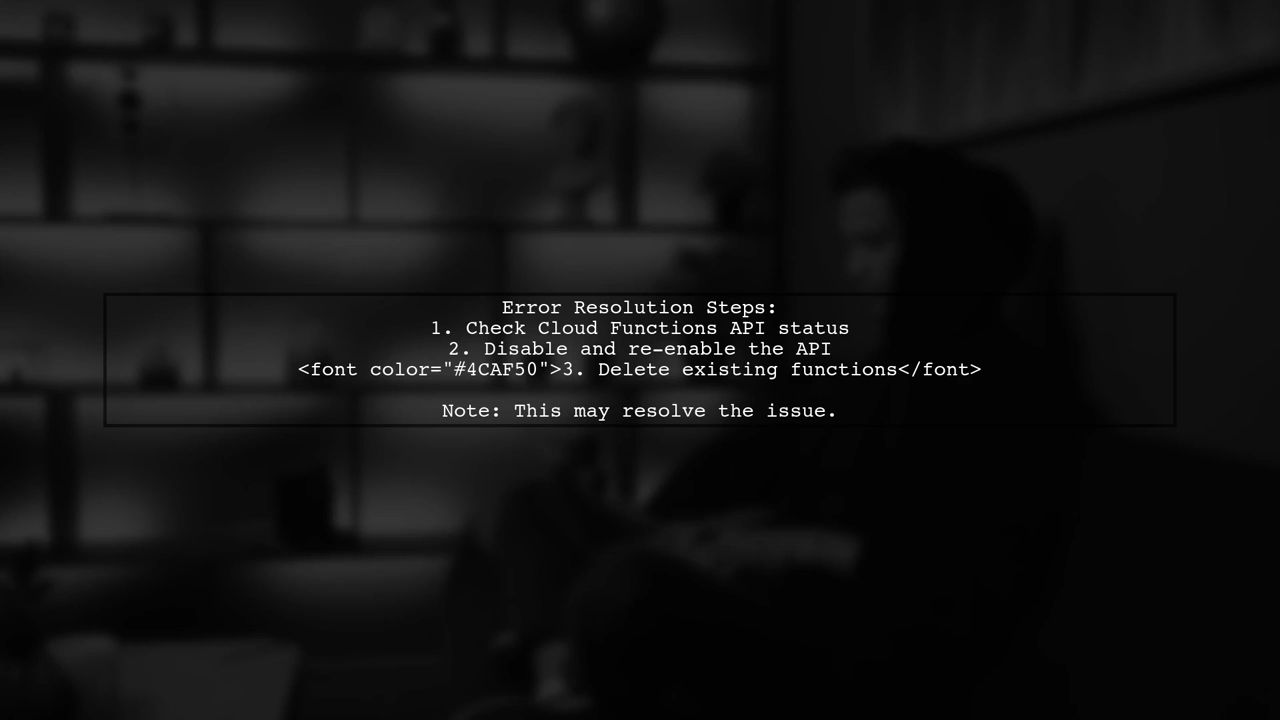 Error Resolution Steps:
1. Check Cloud Functions API status
2. Disable and re-enable the API
<font color="#4CAF50">3. Delete existing functions</font>
Note: This may resolve the issue.